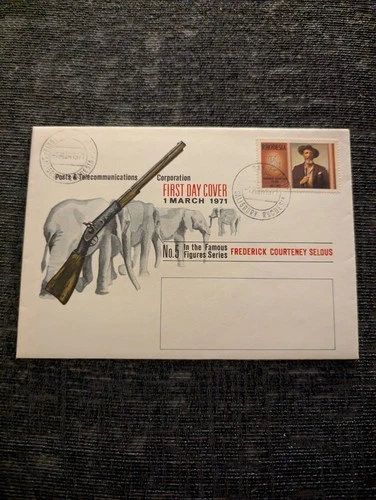 Posts & Telecommunications Corporation
FIRST DAY COVER
1 MARCH 1971
RHODESIA
No.5 In the Famous
Figures Series
FREDERICK COURTENEY SELOUS